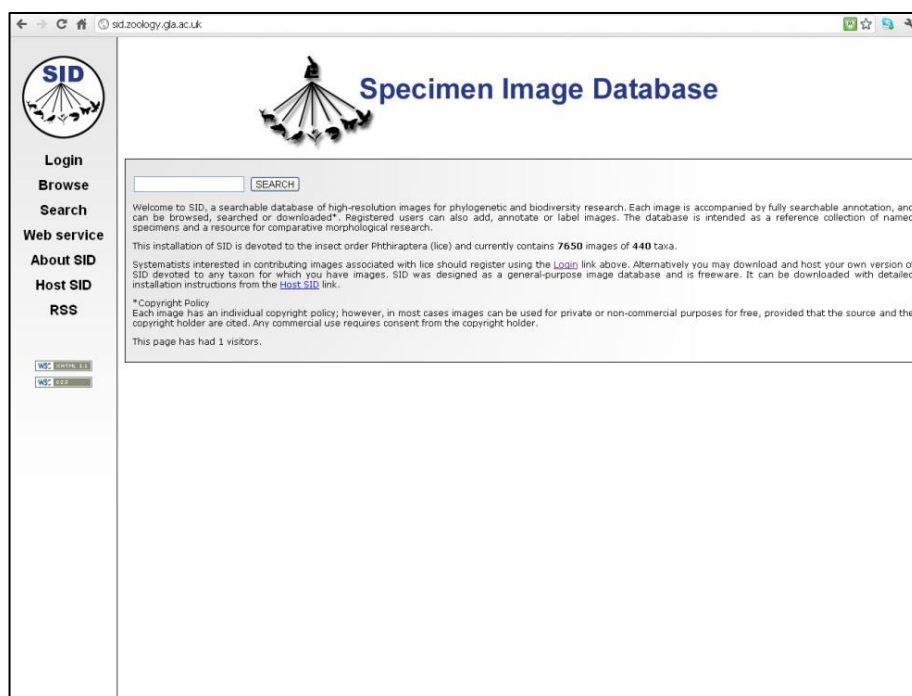 sid.zoology.gla.ac.uk
SID
Specimen Image Database
Login
Browse
Search
Web service
About SID
Host SID
RSS
W3C XHTML 1.1
W3C CSS
SEARCH
Welcome to SID, a searchable database of high-resolution images for phylogenetic and biodiversity research. Each image is accompanied by fully searchable annotation, and
can be browsed, searched or downloaded*. Registered users can also add, annotate or label images. The database is intended as a reference collection of named
specimens and a resource for comparative morphological research.
This installation of SID is devoted to the insect order Phthiraptera (lice) and currently contains 7650 images of 440 taxa.
Systematists interested in contributing images associated with lice should register using the Login link above. Alternatively you may download and host your own version of
SID devoted to any taxon for which you have images. SID was designed as a general-purpose image database and is freeware. It can be downloaded with detailed
installation instructions from the Host SID link.
*Copyright Policy
Each image has an individual copyright policy; however, in most cases images can be used for private or non-commercial purposes for free, provided that the source and the
copyright holder are cited. Any commercial use requires consent from the copyright holder.
This page has had 1 visitors.